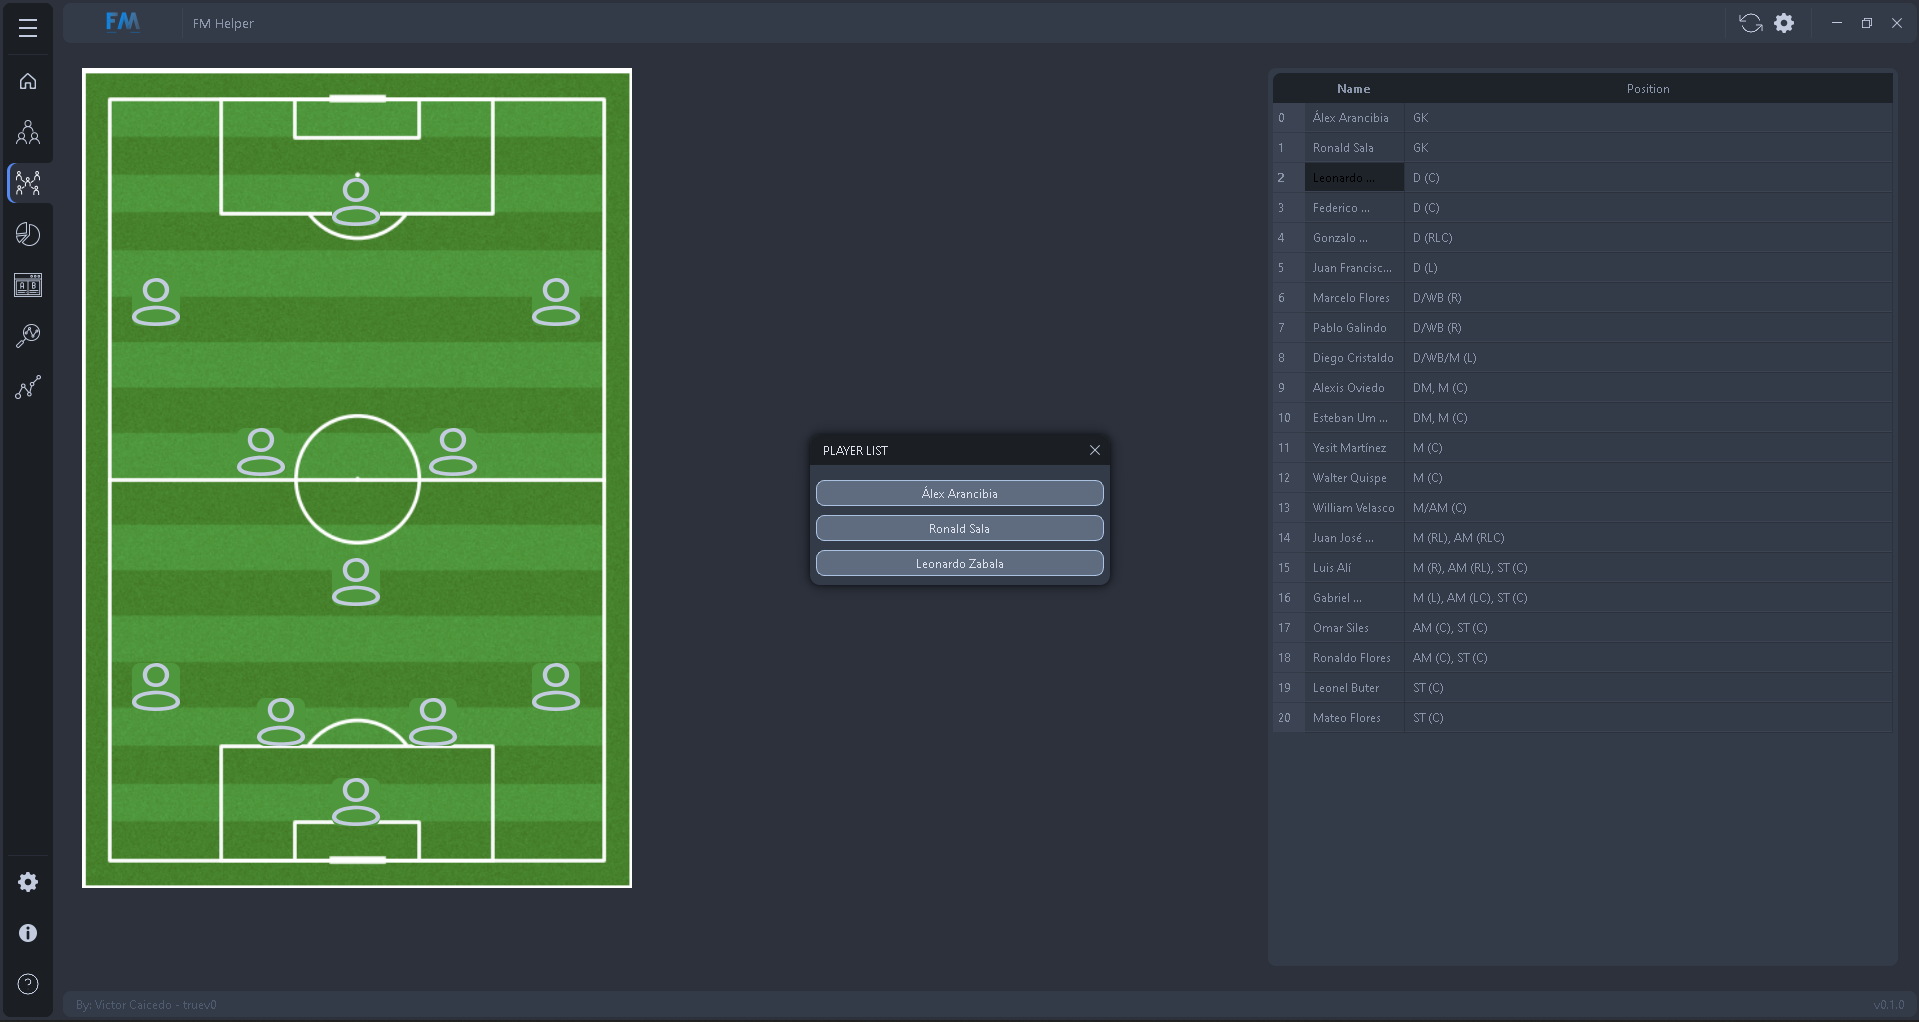 FM
FM Helper
Name Position
0 Álex Arancibia GK
1 Ronald Sala GK
2 Leonardo ... D (C)
3 Federico ... D (C)
4 Gonzalo ... D (RLC)
5 Juan Francisc... D (L)
6 Marcelo Flores D/WB (R)
7 Pablo Galindo D/WB (R)
8 Diego Cristaldo D/WB/M (L)
9 Alexis Oviedo DM, M (C)
10 Esteban Um ... DM, M (C)
11 Yesit Martínez M (C)
12 Walter Quispe M (C)
13 William Velasco M/AM (C)
14 Juan José ... M (RL), AM (RLC)
15 Luis Alí M (R), AM (RL), ST (C)
16 Gabriel ... M (L), AM (LC), ST (C)
17 Omar Siles AM (C), ST (C)
18 Ronaldo Flores AM (C), ST (C)
19 Leonel Buter ST (C)
20 Mateo Flores ST (C)
PLAYER LIST
Álex Arancibia
Ronald Sala
Leonardo Zabala
A B
By: Victor Caicedo - truev0
v0.1.0